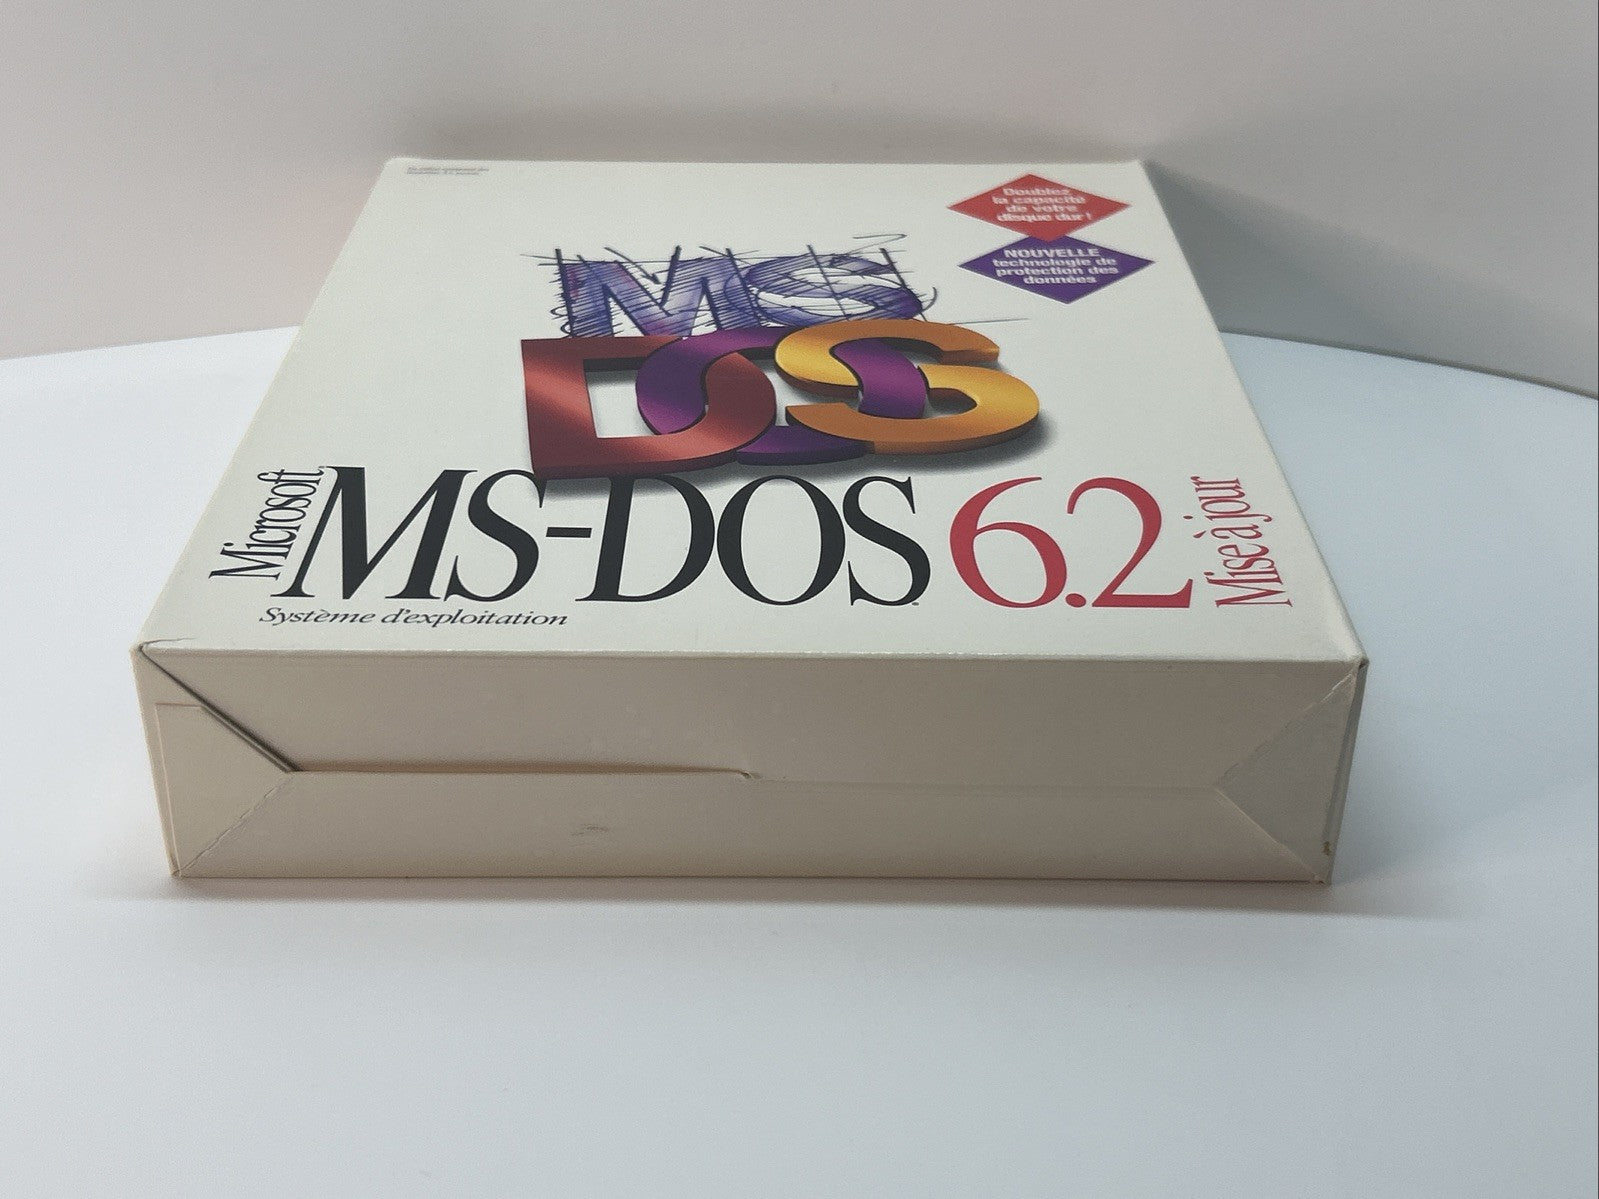 Doublez
la capacité
de votre
disque dur !
NOUVELLE
technologie de
protection des
données
MS
DOS
Microsoft
MS-DOS 6.2
Mise à jour
Système d'exploitation